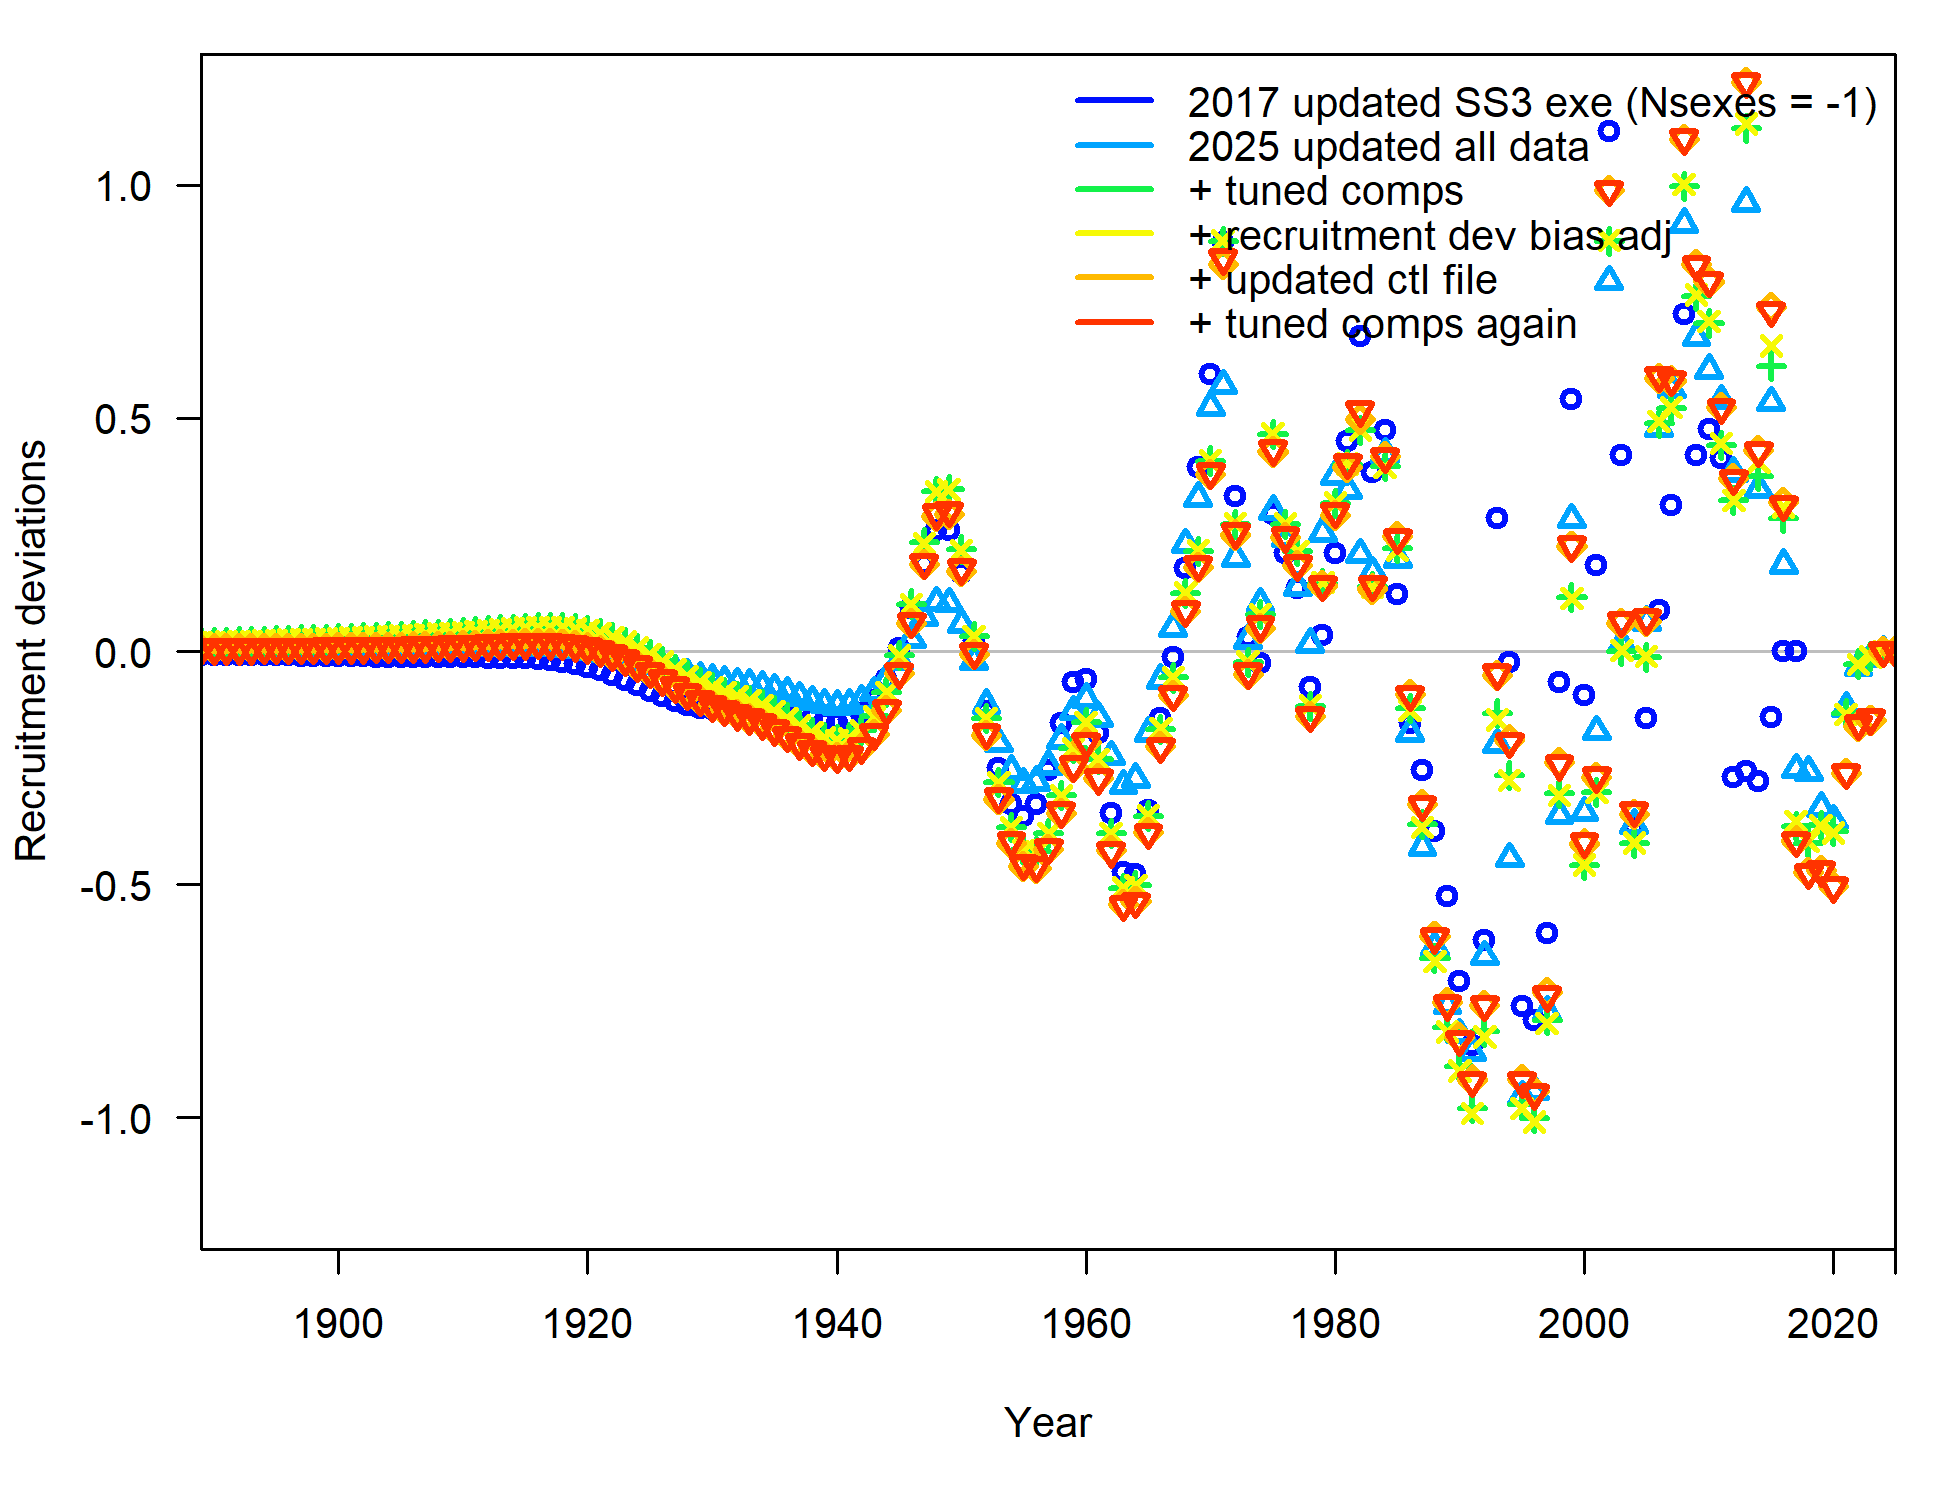 2017 updated SS3 exe (Nsexes = -1)
2025 updated all data
+ tuned comps
+ recruitment dev bias adj
+ updated ctl file
+ tuned comps again
Recruitment deviations
1.0
0.5
0.0
-0.5
-1.0
1900 1920 1940 1960 1980 2000 2020
Year